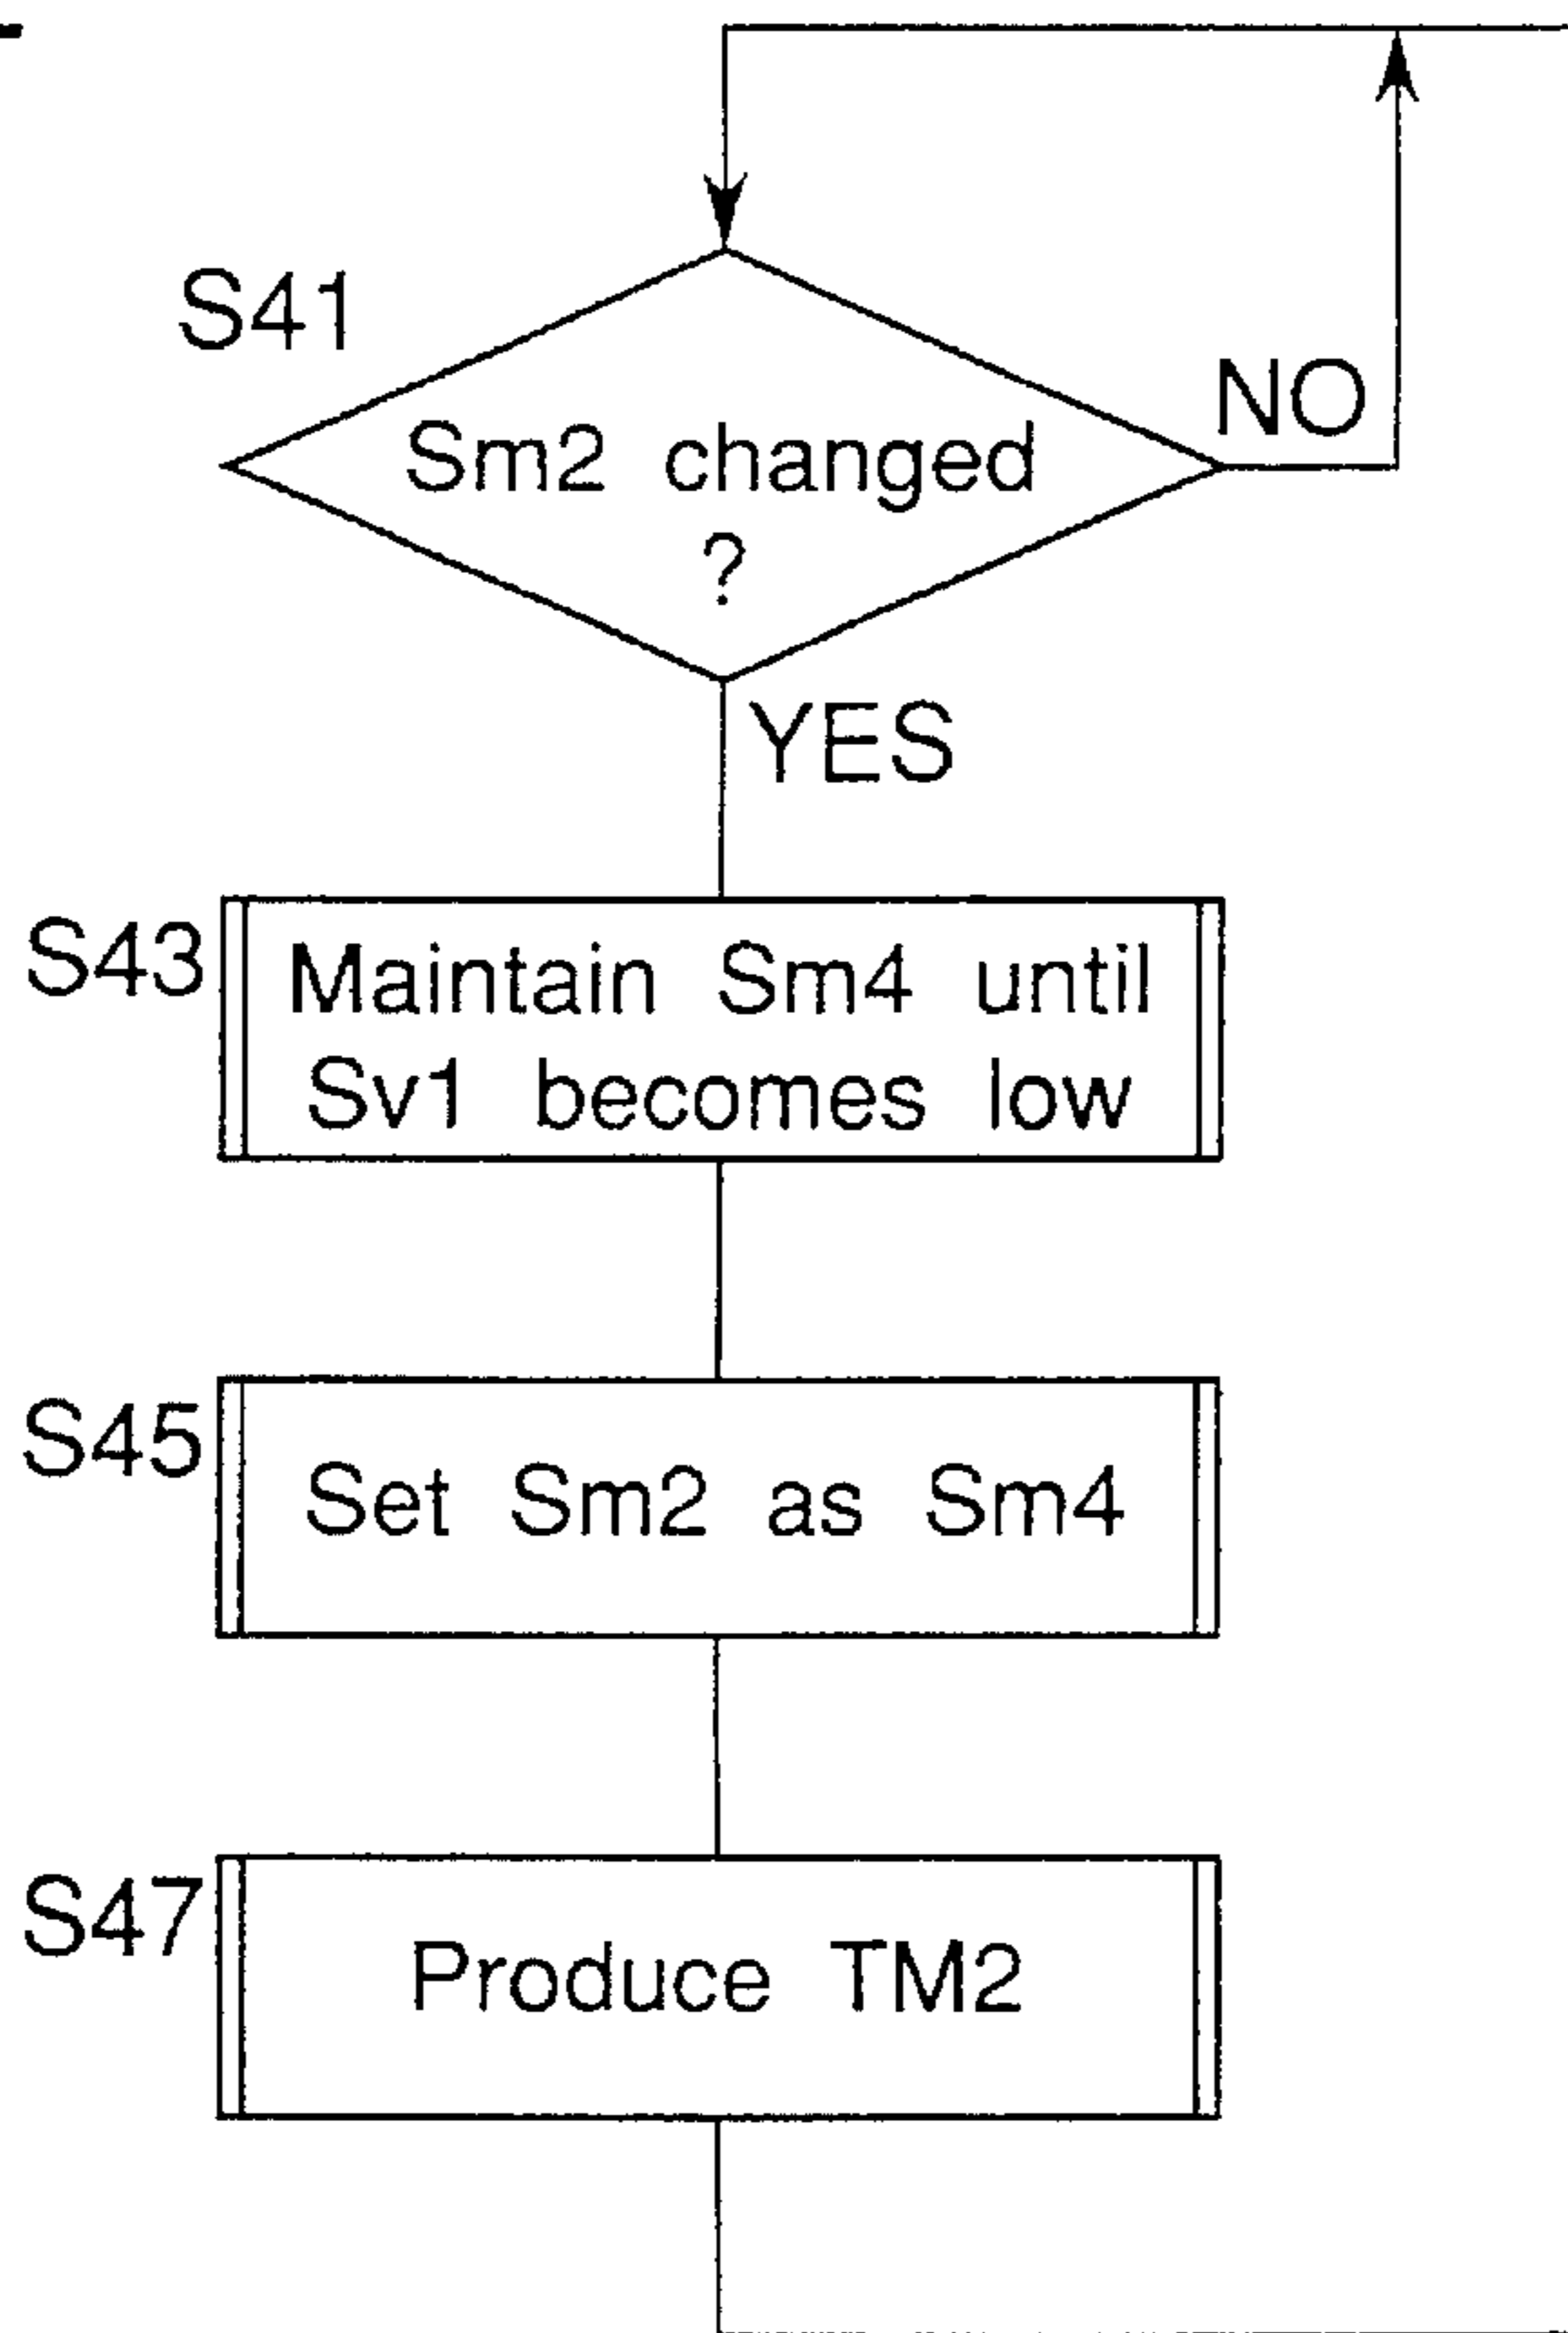 S41
Sm2 changed
?
NO
YES
S43
Maintain Sm4 until
Sv1 becomes low
S45
Set Sm2 as Sm4
S47
Produce TM2